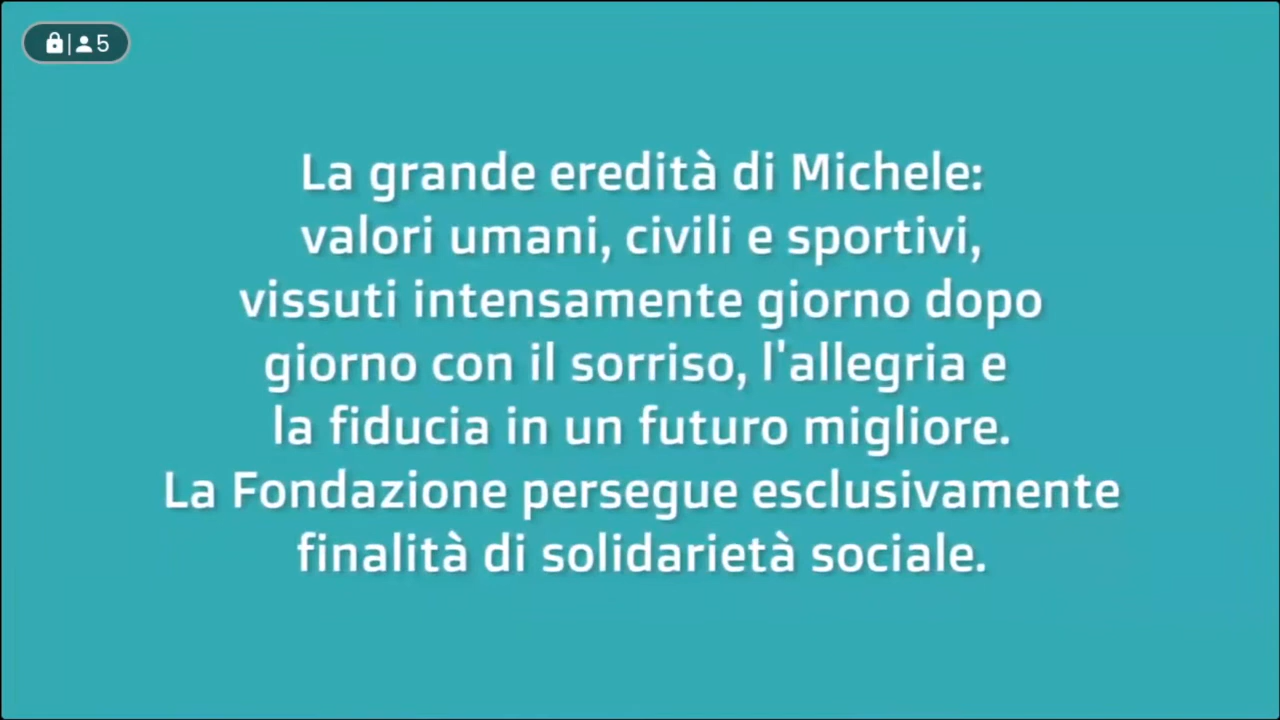 5
La grande eredità di Michele:
valori umani, civili e sportivi,
vissuti intensamente giorno dopo
giorno con il sorriso, l'allegria e
la fiducia in un futuro migliore.
La Fondazione persegue esclusivamente
finalità di solidarietà sociale.